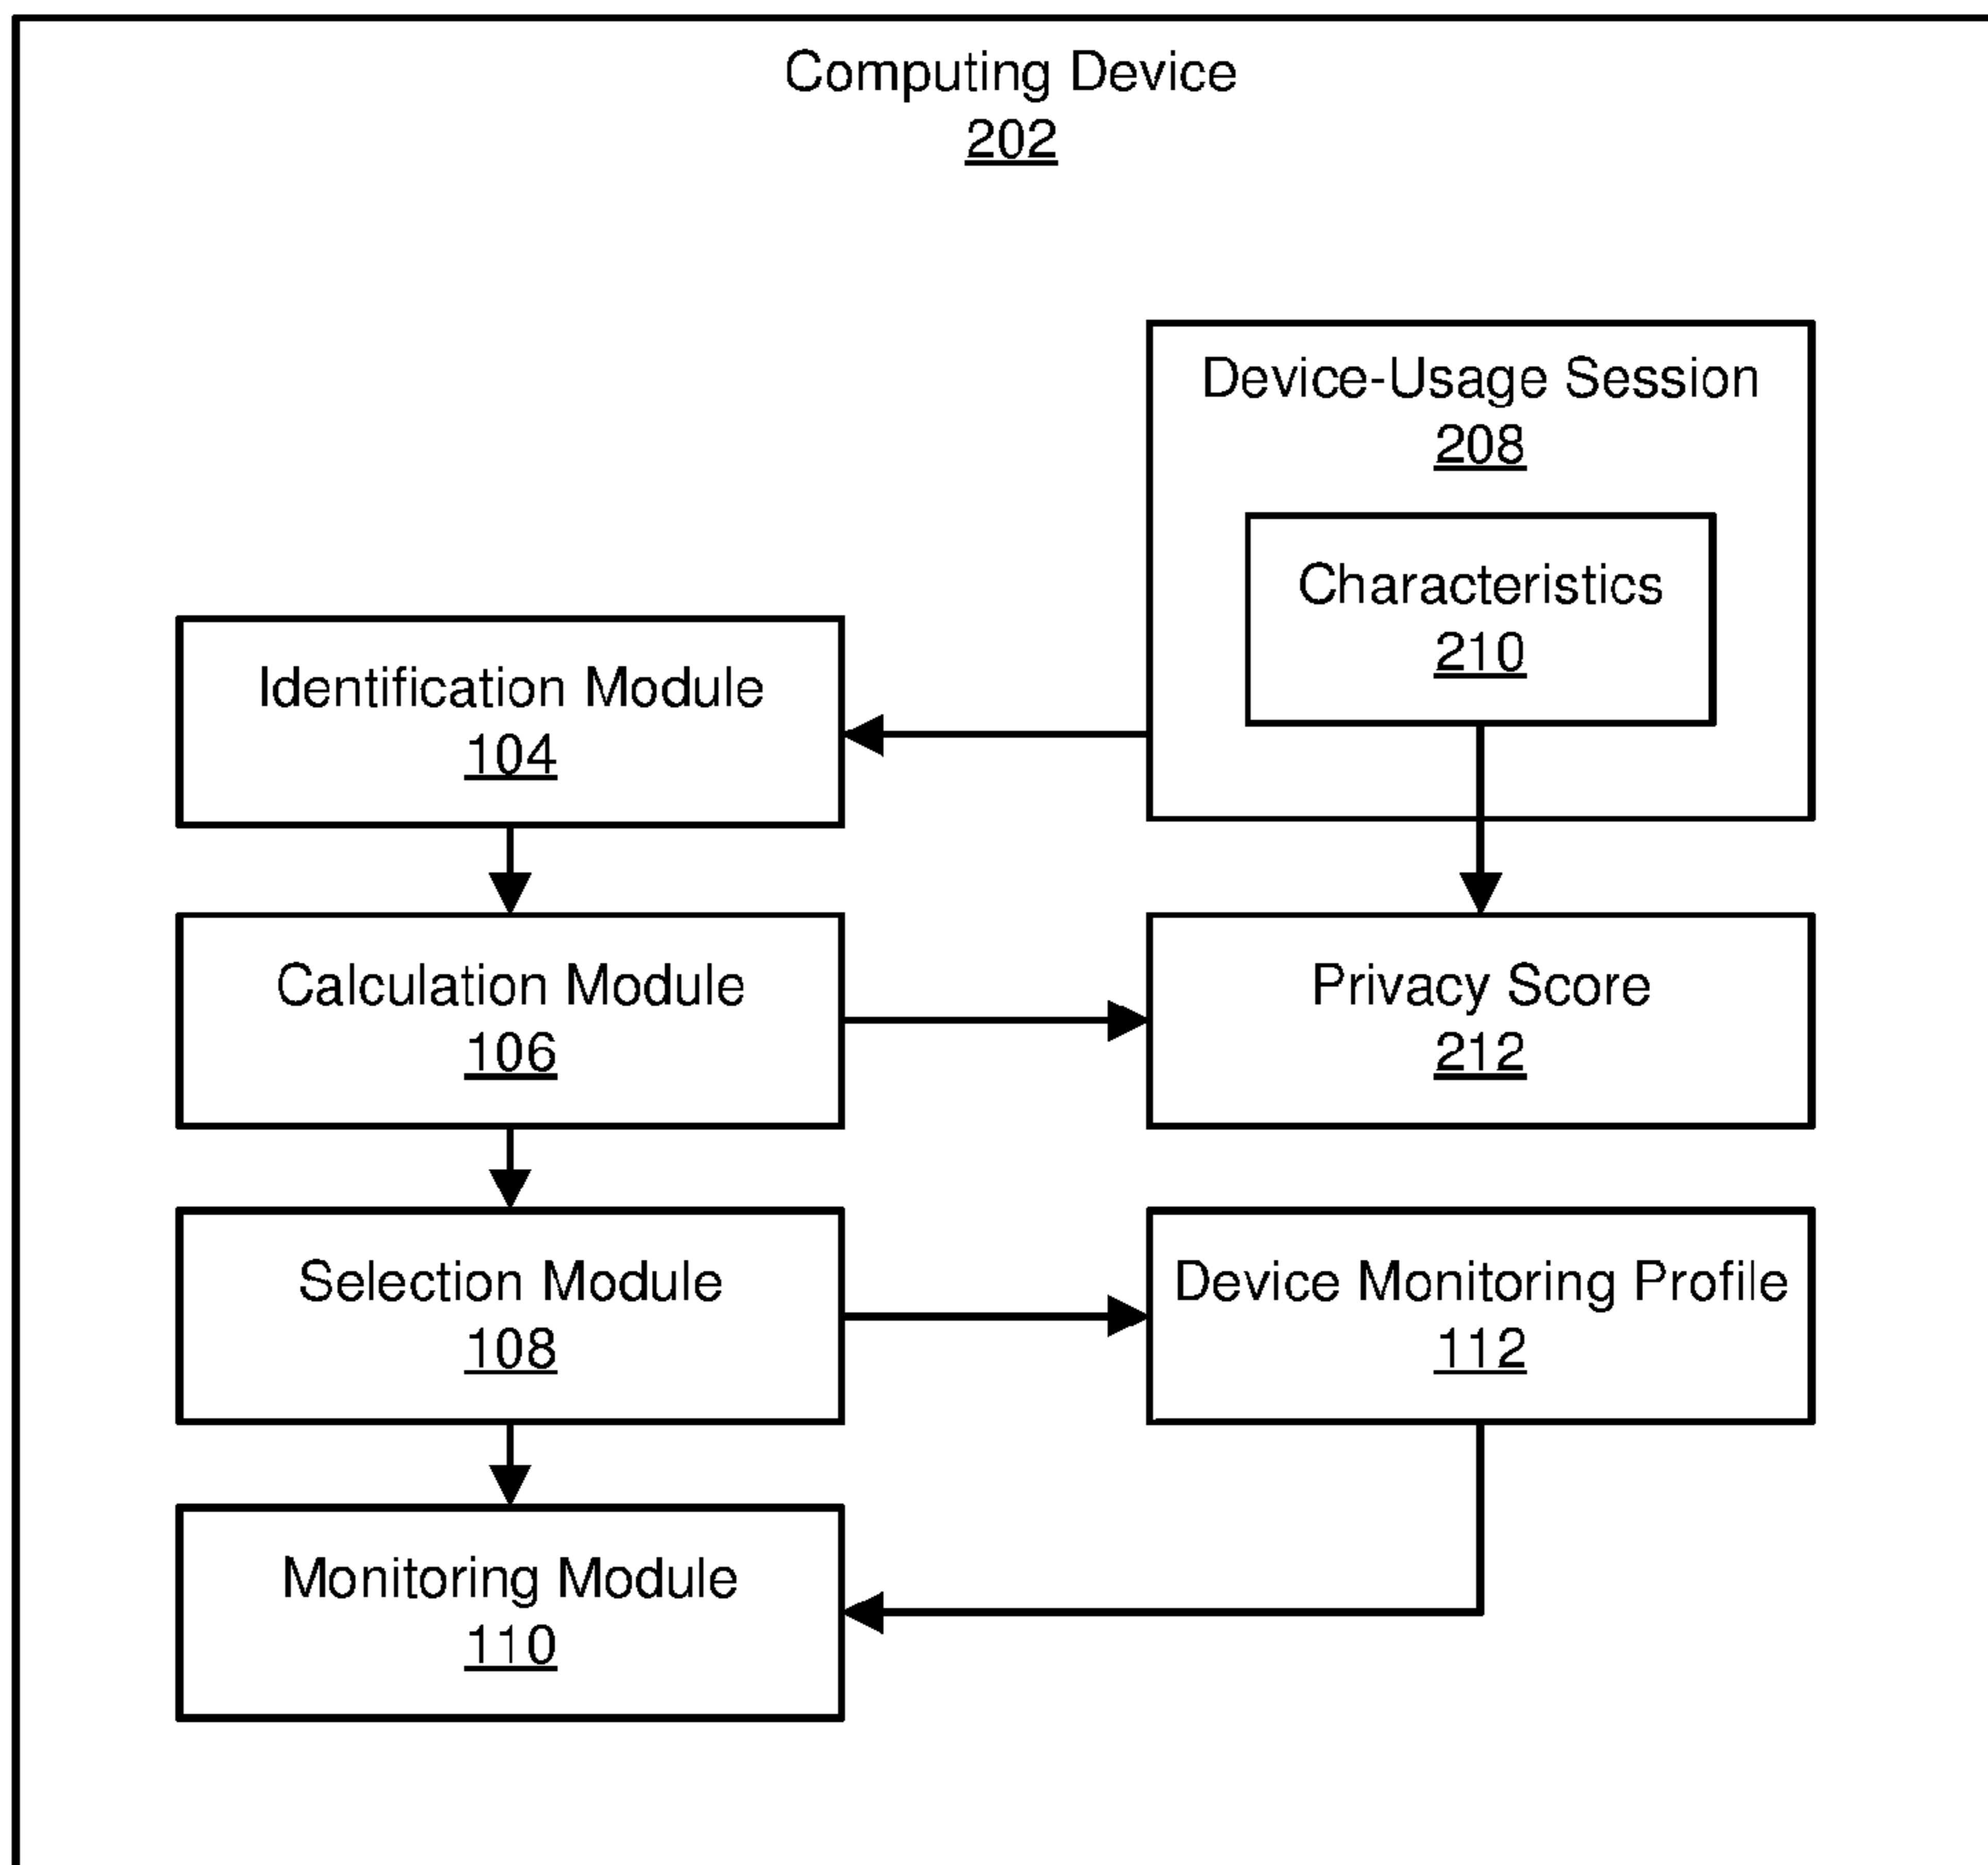 Computing Device
202
Device-Usage Session
208
Characteristics
210
Identification Module
104
Calculation Module
106
Privacy Score
212
Selection Module
108
Device Monitoring Profile
112
Monitoring Module
110